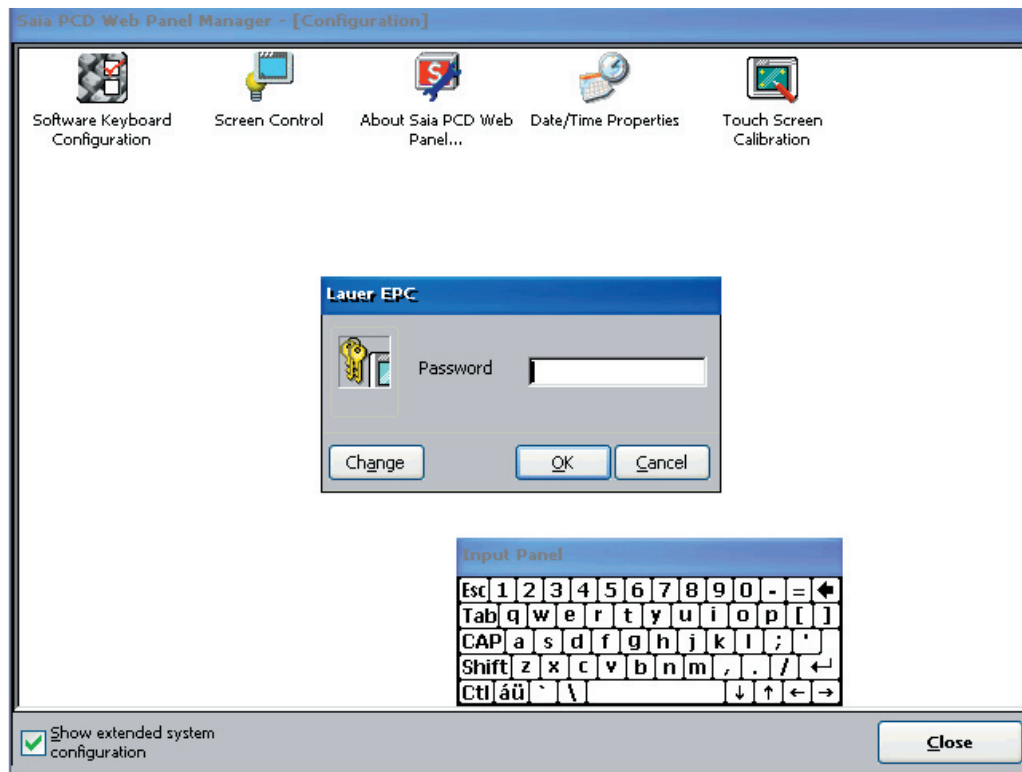 Saia PCD Web Panel Manager - [Configuration]
Software Keyboard
Configuration
Screen Control
About Saia PCD Web
Panel...
Date/Time Properties
Touch Screen
Calibration
Lauer EPC
Password
Change
OK
Cancel
Input Panel
Esc 1 2 3 4 5 6 7 8 9 0 - =
Tab q w e r t y u i o p [ ]
CAP a s d f g h j k l ; '
Shift z x c v b n m , . /
Ctl áü ` \
Show extended system
configuration
Close